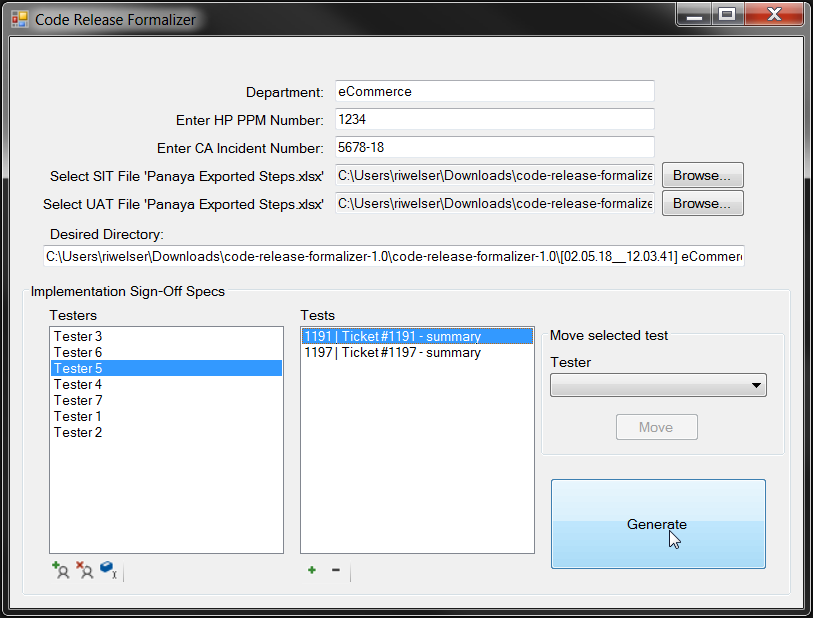 Code Release Formalizer
Department: eCommerce
Enter HP PPM Number: 1234
Enter CA Incident Number: 5678-18
Select SIT File 'Panaya Exported Steps.xlsx' C:\Users\riwelser\Downloads\code-release-formalize Browse...
Select UAT File 'Panaya Exported Steps.xlsx' C:\Users\riwelser\Downloads\code-release-formalize Browse...
Desired Directory:
C:\Users\riwelser\Downloads\code-release-formalizer-1.0\code-release-formalizer-1.0\[02.05.18__12.03.41] eCommerc
Implementation Sign-Off Specs
Testers
Tester 3
Tester 6
Tester 5
Tester 4
Tester 7
Tester 1
Tester 2
Tests
1191 | Ticket #1191 - summary
1197 | Ticket #1197 - summary
Move selected test
Tester
Move
Generate